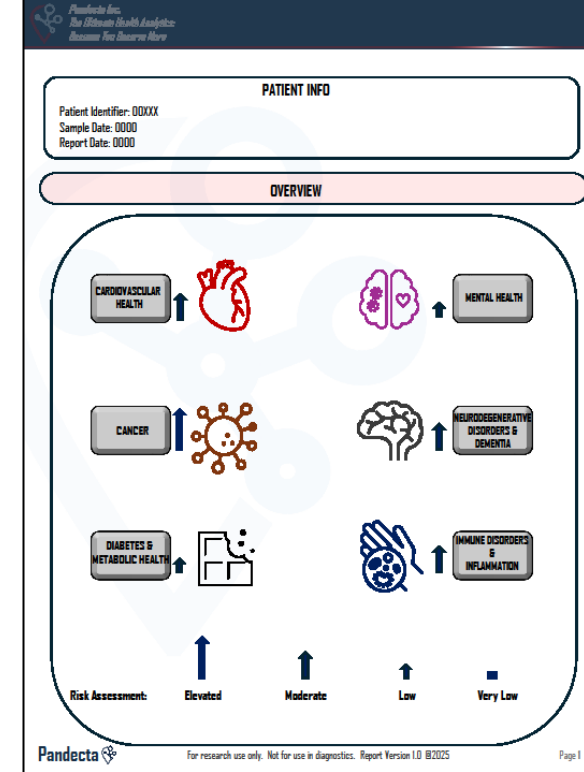 Pandecta Inc.
The Ultimate Health Analytics:
Because You Deserve More
PATIENT INFO
Patient Identifier: 00XXX
Sample Date: 0000
Report Date: 0000
OVERVIEW
CARDIOVASCULAR
HEALTH
MENTAL HEALTH
CANCER
NEURODEGENERATIVE
DISORDERS &
DEMENTIA
DIABETES &
METABOLIC HEALTH
IMMUNE DISORDERS
&
INFLAMMATION
Risk Assessment: Elevated Moderate Low Very Low
Pandecta For research use only. Not for use in diagnostics. Report Version 1.0 ©2025 Page 1